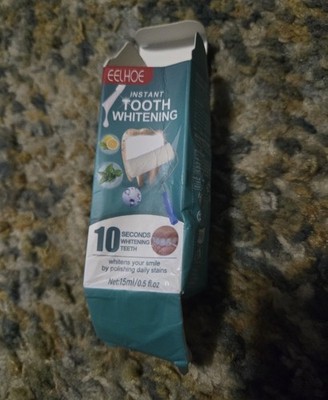 EELHOE
INSTANT
TOOTH
WHITENING
10 SECONDS
WHITENING
TEETH
whitens your smile
by polishing daily stains
Net:15ml/0.5 fl.oz